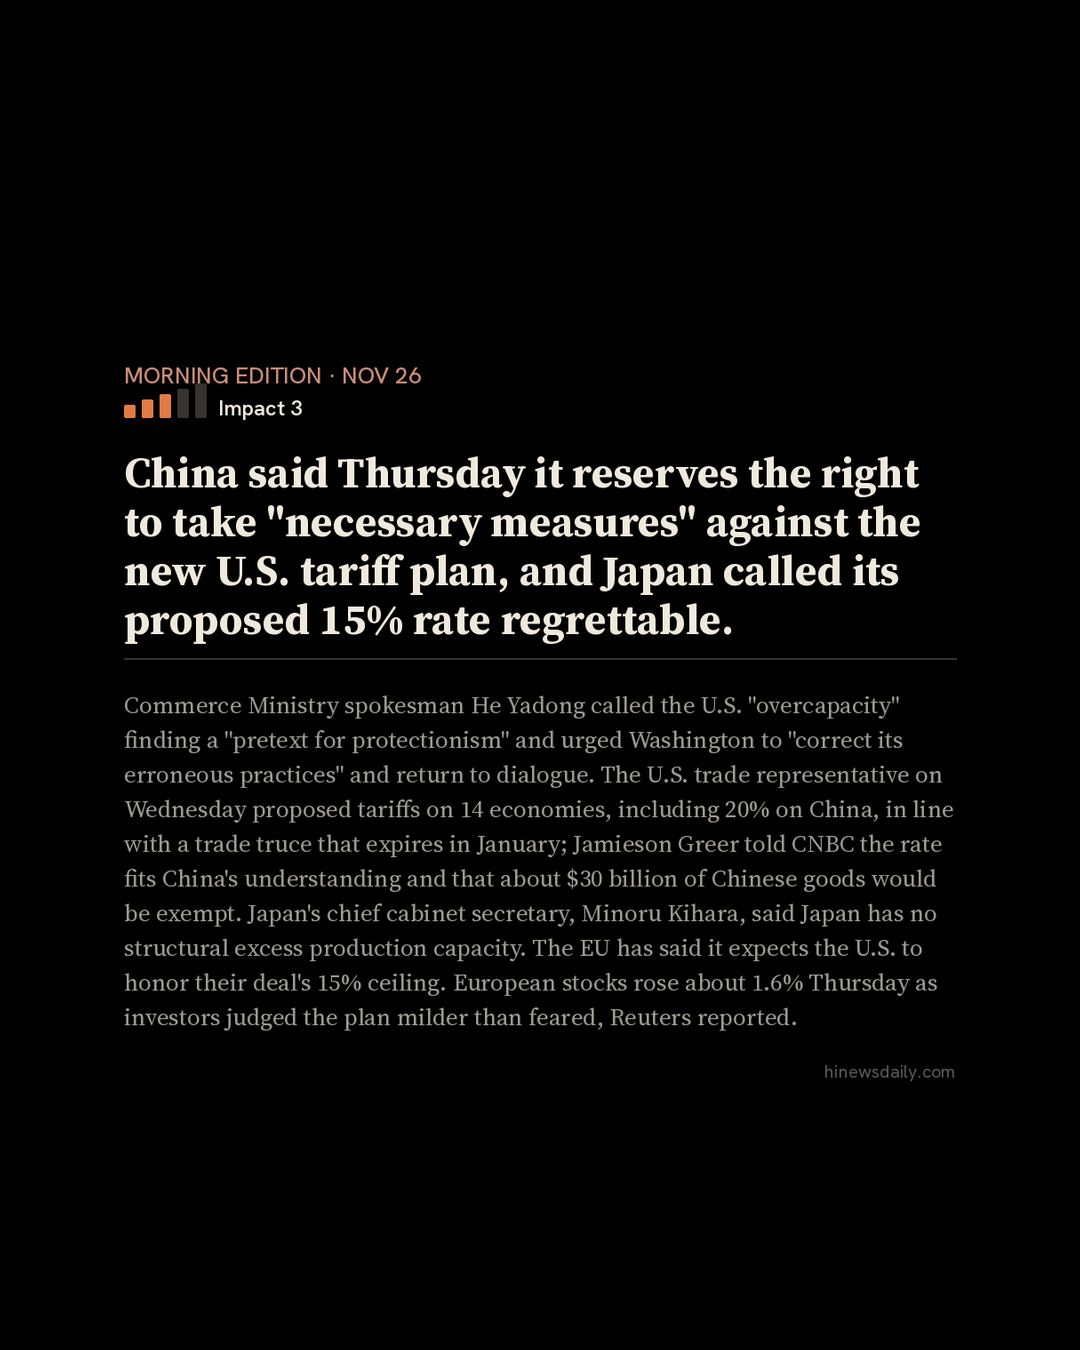 MORNING EDITION · NOV 26
Impact 3
China said Thursday it reserves the right
to take "necessary measures" against the
new U.S. tariff plan, and Japan called its
proposed 15% rate regrettable.
Commerce Ministry spokesman He Yadong called the U.S. "overcapacity"
finding a "pretext for protectionism" and urged Washington to "correct its
erroneous practices" and return to dialogue. The U.S. trade representative on
Wednesday proposed tariffs on 14 economies, including 20% on China, in line
with a trade truce that expires in January; Jamieson Greer told CNBC the rate
fits China's understanding and that about $30 billion of Chinese goods would
be exempt. Japan's chief cabinet secretary, Minoru Kihara, said Japan has no
structural excess production capacity. The EU has said it expects the U.S. to
honor their deal's 15% ceiling. European stocks rose about 1.6% Thursday as
investors judged the plan milder than feared, Reuters reported.
hinewsdaily.com